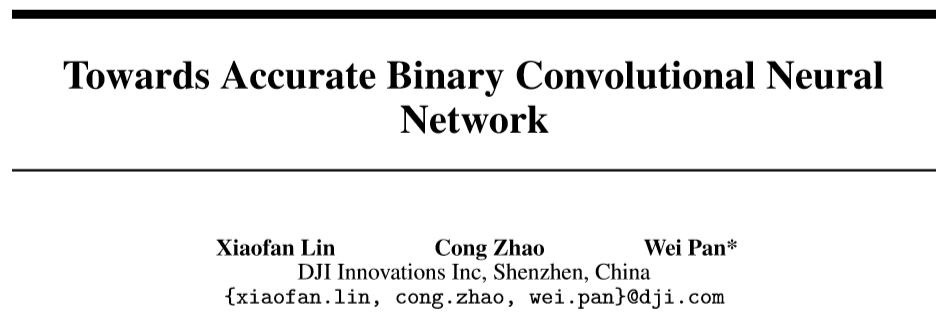 Towards Accurate Binary Convolutional Neural
Network
Xiaofan Lin Cong Zhao Wei Pan*
DJI Innovations Inc, Shenzhen, China
{xiaofan.lin, cong.zhao, wei.pan}@dji.com